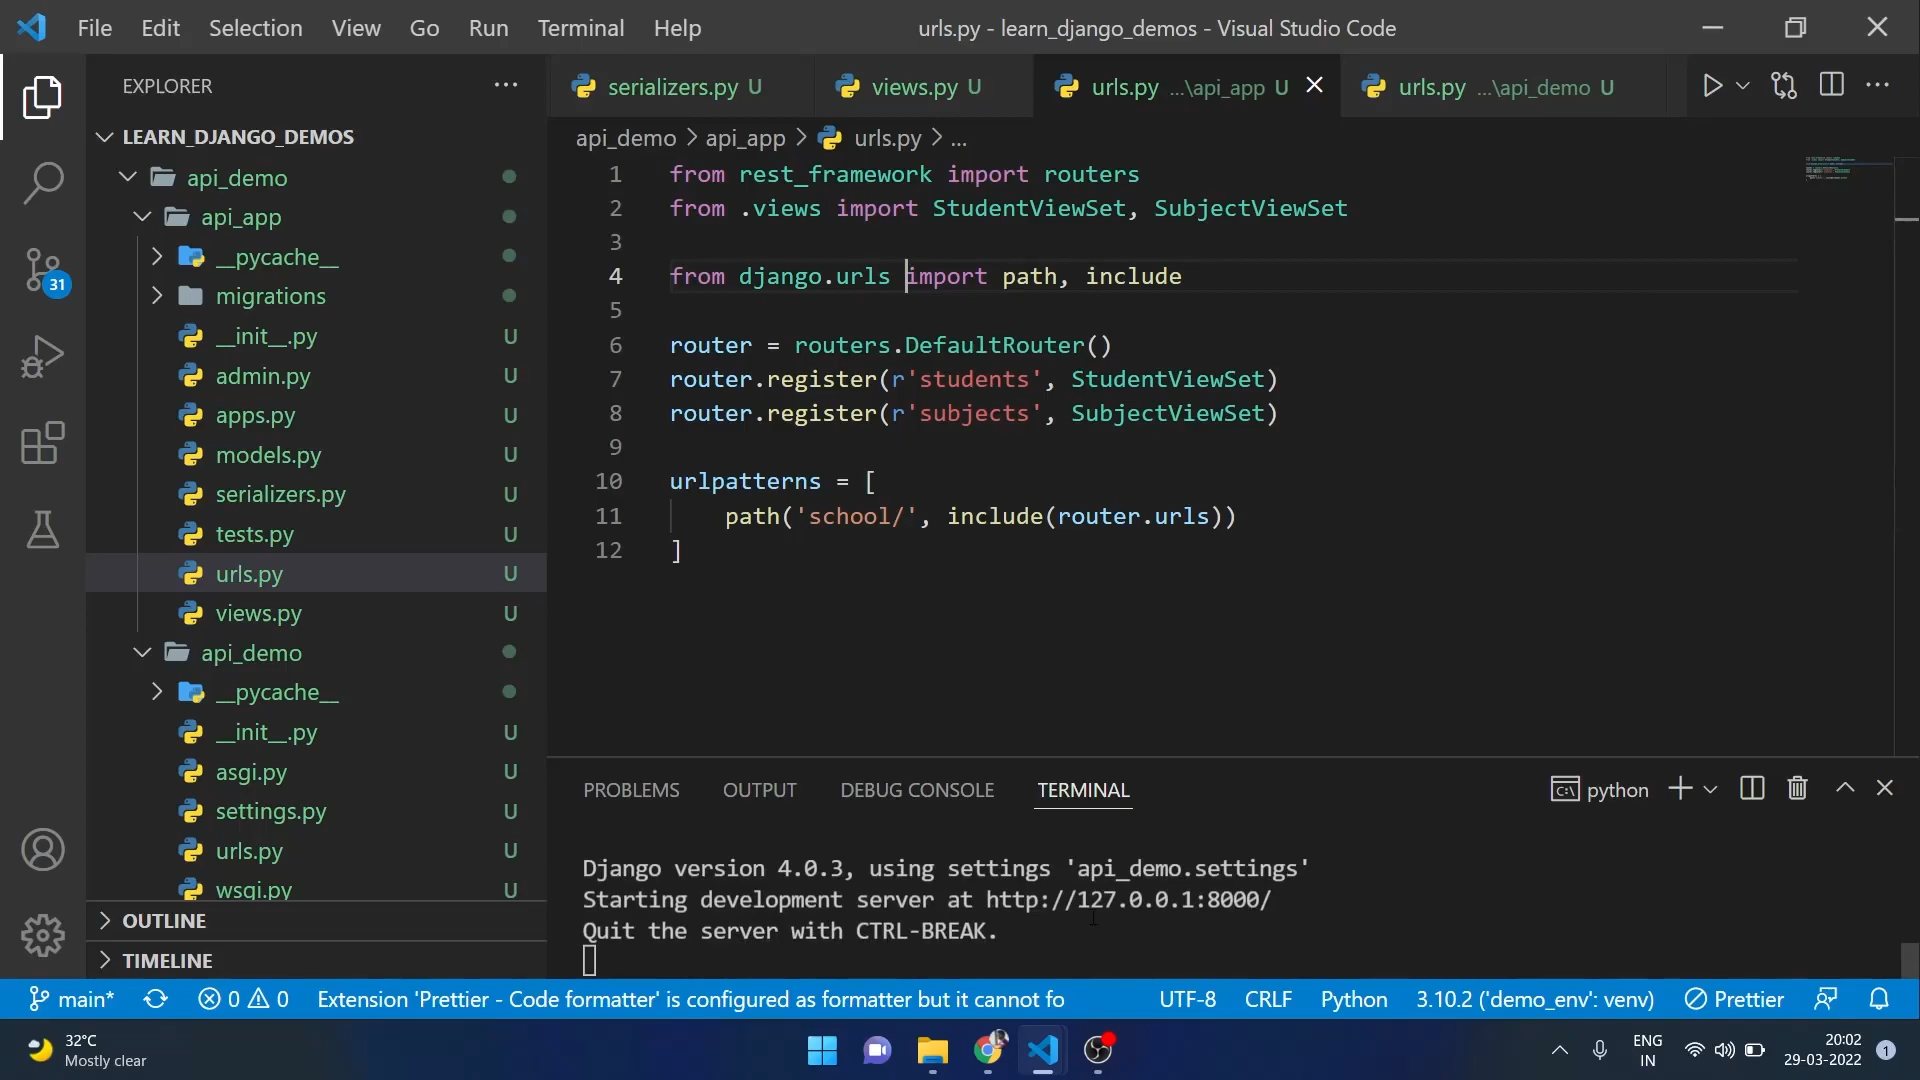 File Edit Selection View Go Run Terminal Help
urls.py - learn_django_demos - Visual Studio Code
EXPLORER
LEARN_DJANGO_DEMOS
api_demo
api_app
__pycache__
migrations
__init__.py U
admin.py U
apps.py U
models.py U
serializers.py U
tests.py U
urls.py U
views.py U
api_demo
__pycache__
__init__.py U
asgi.py U
settings.py U
urls.py U
wsgi.py U
OUTLINE
TIMELINE
31
serializers.py U
views.py U
urls.py ...\api_app U
urls.py ...\api_demo U
api_demo > api_app > urls.py > ...
1 from rest_framework import routers
2 from .views import StudentViewSet, SubjectViewSet
3
4 from django.urls import path, include
5
6 router = routers.DefaultRouter()
7 router.register(r'students', StudentViewSet)
8 router.register(r'subjects', SubjectViewSet)
9
10 urlpatterns = [
11 path('school/', include(router.urls))
12 ]
PROBLEMS OUTPUT DEBUG CONSOLE TERMINAL
python
Django version 4.0.3, using settings 'api_demo.settings'
Starting development server at http://127.0.0.1:8000/
Quit the server with CTRL-BREAK.
main* 0 0 Extension 'Prettier - Code formatter' is configured as formatter but it cannot fo
UTF-8 CRLF Python 3.10.2 ('demo_env': venv) Prettier
32°C
Mostly clear
ENG
IN
20:02
29-03-2022
1